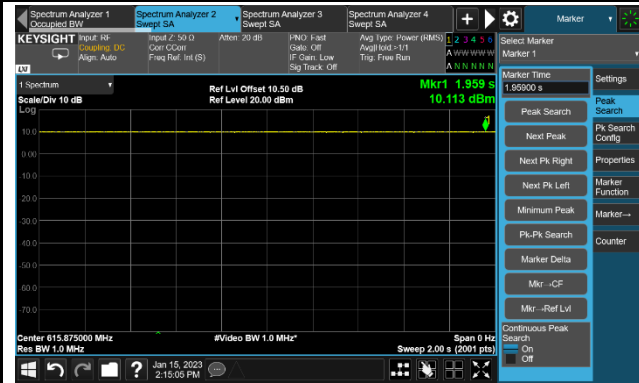 Spectrum Analyzer 1
Occupied BW
Spectrum Analyzer 2
Swept SA
Spectrum Analyzer 3
Swept SA
Spectrum Analyzer 4
Swept SA
Marker
KEYSIGHT
Input: RF
Coupling: DC
Align: Auto
Input Z: 50 Ω
Corr CCorr
Freq Ref: Int (S)
Atten: 20 dB
PNO: Fast
Gate: Off
IF Gain: Low
Sig Track: Off
Avg Type: Power (RMS)
Avg|Hold:>1/1
Trig: Free Run
1 2 3 4 5 6
A W W W W W
A N N N N N
LXI
Select Marker
Marker 1
1 Spectrum
Scale/Div 10 dB
Log
Ref Lvl Offset 10.50 dB
Ref Level 20.00 dBm
Mkr1 1.959 s
10.113 dBm
10.0
0.00
-10.0
-20.0
-30.0
-40.0
-50.0
-60.0
-70.0
1
Center 615.875000 MHz
Res BW 1.0 MHz
#Video BW 1.0 MHz*
Span 0 Hz
Sweep 2.00 s (2001 pts)
Marker Time
1.95900 s
Peak Search
Next Peak
Next Pk Right
Next Pk Left
Minimum Peak
Pk-Pk Search
Marker Delta
Mkr→CF
Mkr→Ref Lvl
Continuous Peak
Search
On
Off
Settings
Peak
Search
Pk Search
Config
Properties
Marker
Function
Marker→
Counter
Jan 15, 2023
2:15:05 PM